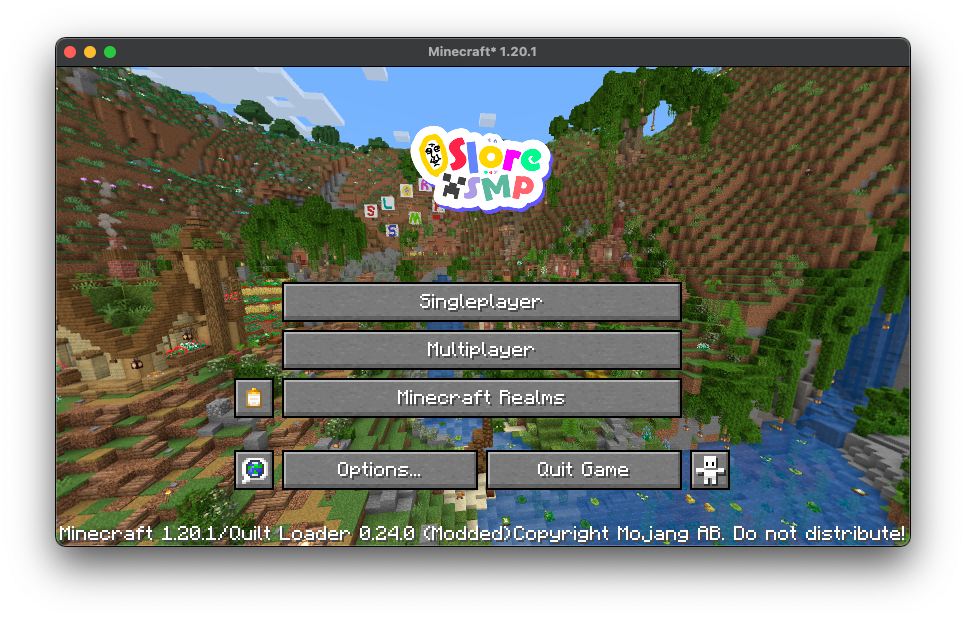 Minecraft* 1.20.1
Slore
SMP
Singleplayer
Multiplayer
Minecraft Realms
Options...
Quit Game
Minecraft 1.20.1/Quilt Loader 0.24.0 (Modded)
Copyright Mojang AB. Do not distribute!